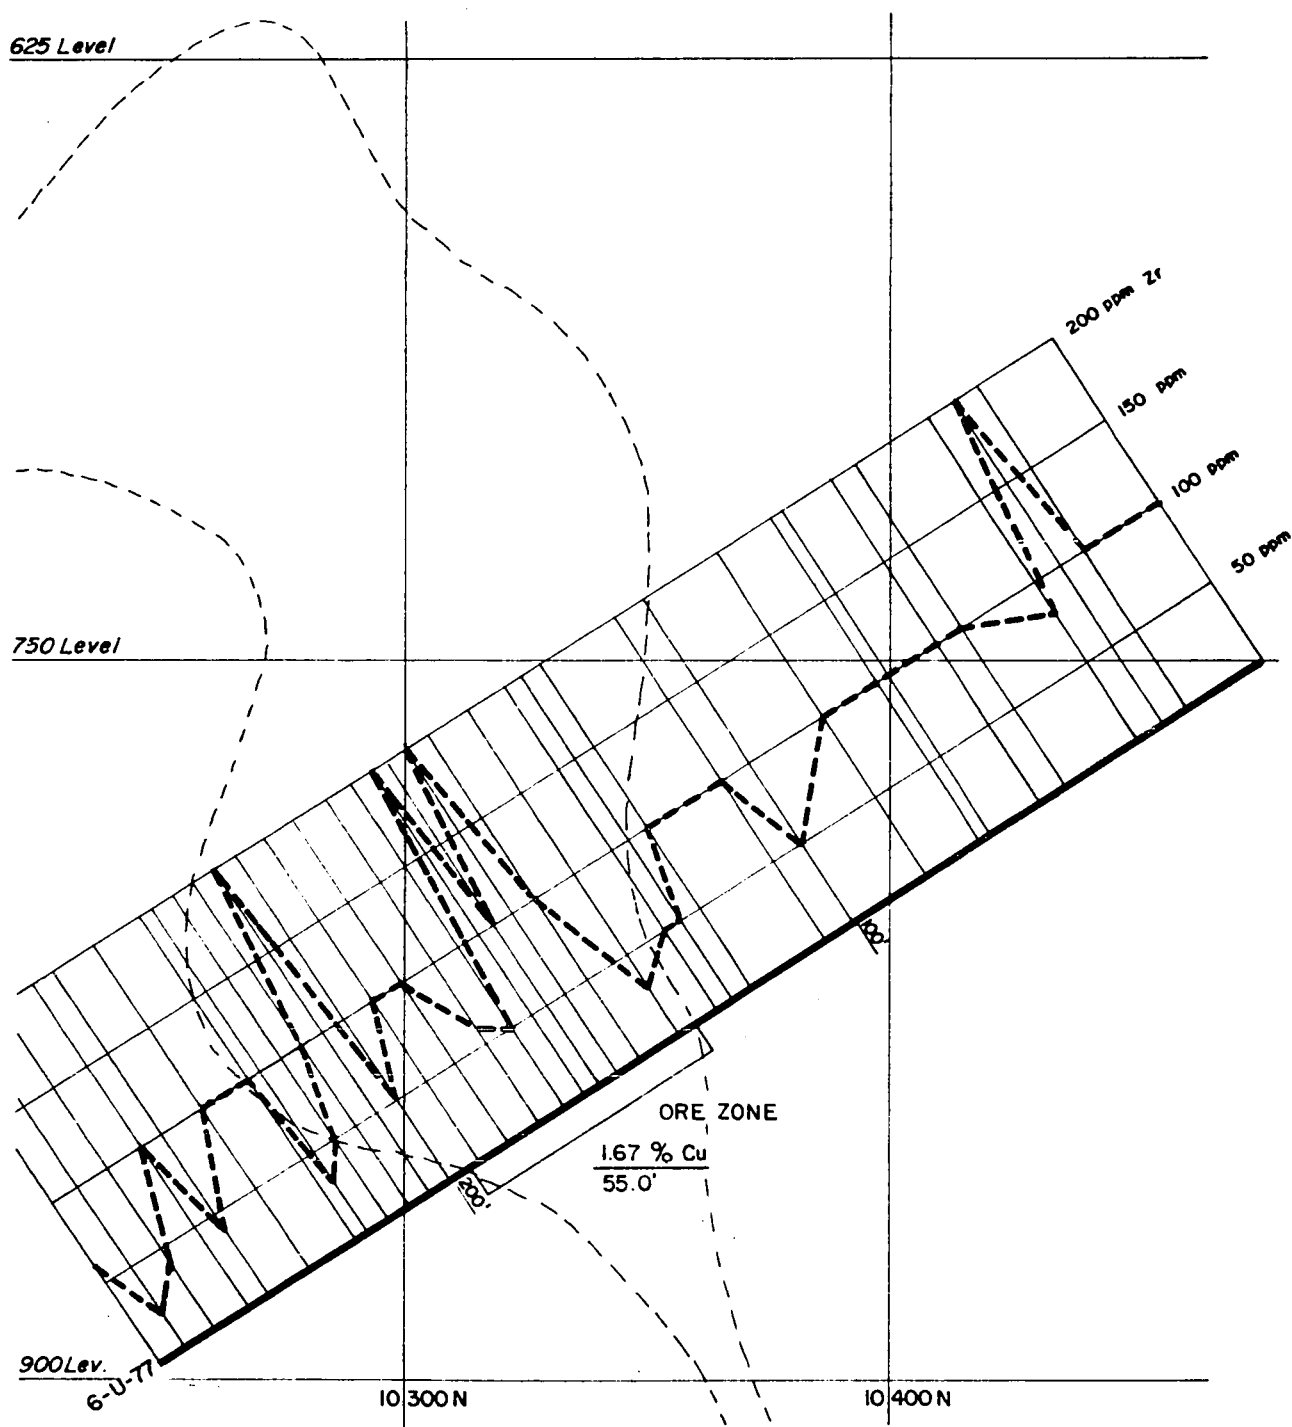 625 Level
200 ppm Zr
150 ppm
100 ppm
50 ppm
750 Level
100'
ORE ZONE
1.67 % Cu
55.0'
200'
900 Lev.
6-U-77
10,300 N
10,400 N